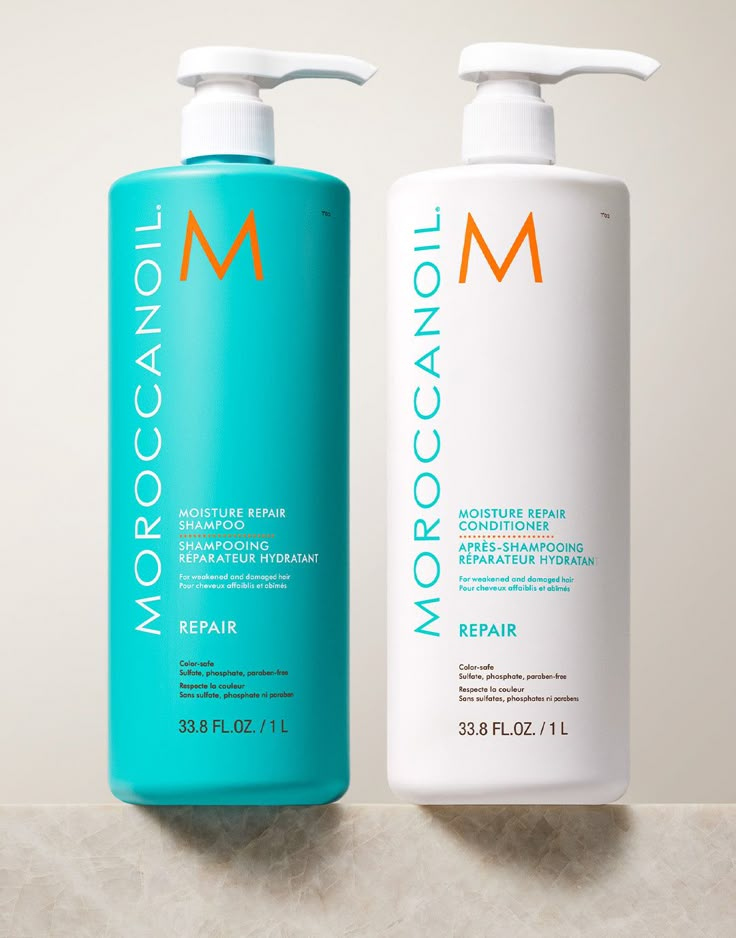 MOROCCANOIL®
M
MOISTURE REPAIR
SHAMPOO
SHAMPOOING
RÉPARATEUR HYDRATANT
For weakened and damaged hair
Pour cheveux affaiblis et abîmés
REPAIR
Color-safe
Sulfate, phosphate, paraben-free
Respecte la couleur
Sans sulfate, phosphate ni paraben
33.8 FL.OZ. / 1 L
MOROCCANOIL®
M
MOISTURE REPAIR
CONDITIONER
APRÈS-SHAMPOOING
RÉPARATEUR HYDRATAN
For weakened and damaged hair
Pour cheveux affaiblis et abîmés
REPAIR
Color-safe
Sulfate, phosphate, paraben-free
Respecte la couleur
Sans sulfates, phosphates ni parabens
33.8 FL.OZ. / 1 L